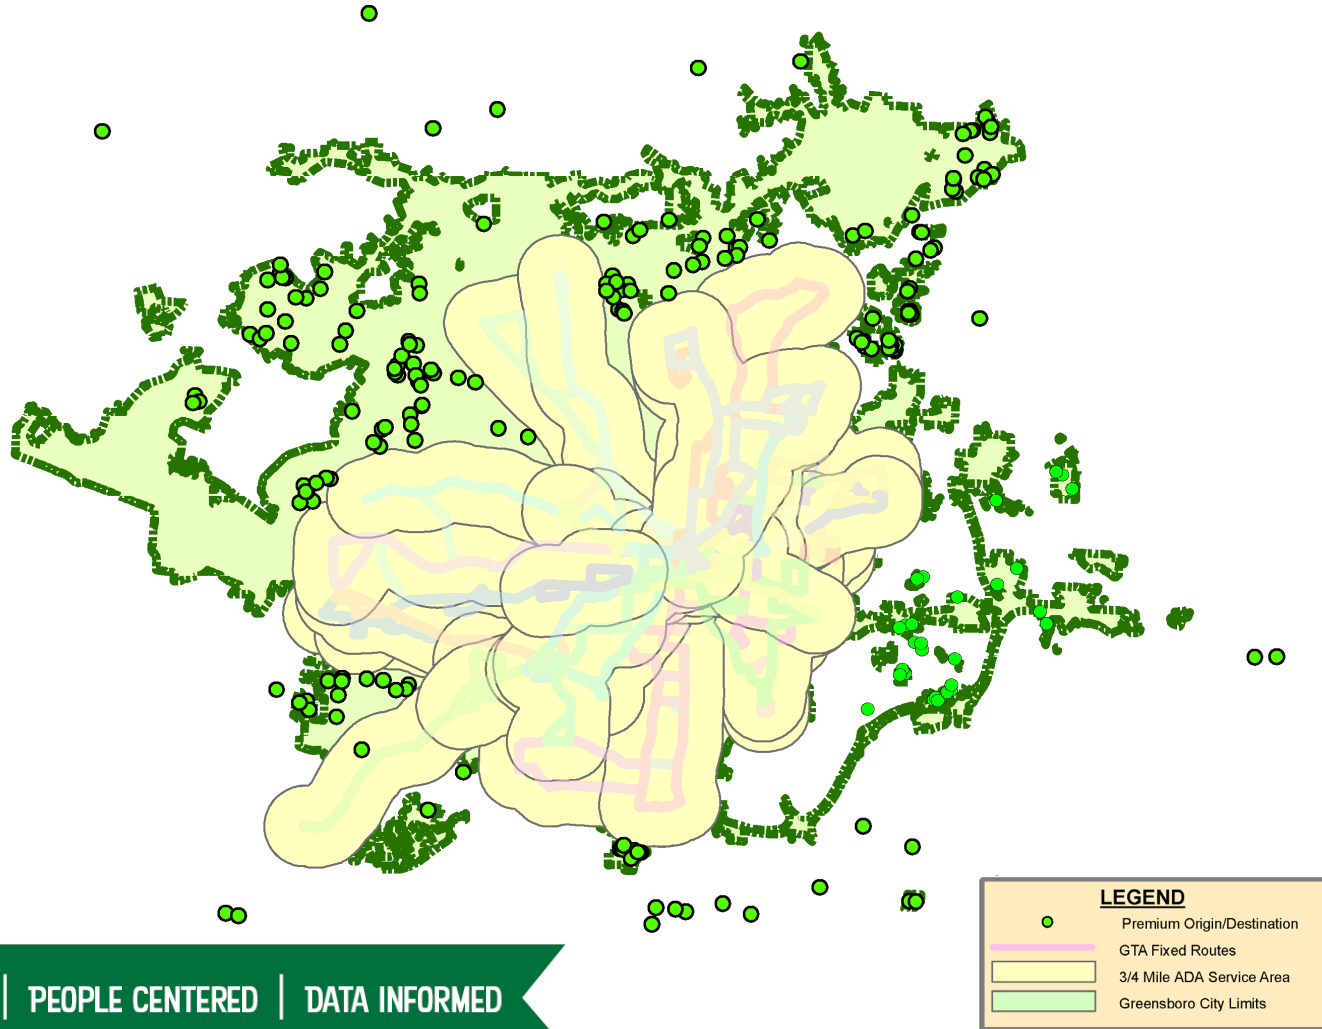 LEGEND
Premium Origin/Destination
GTA Fixed Routes
3/4 Mile ADA Service Area
Greensboro City Limits
PEOPLE CENTERED | DATA INFORMED